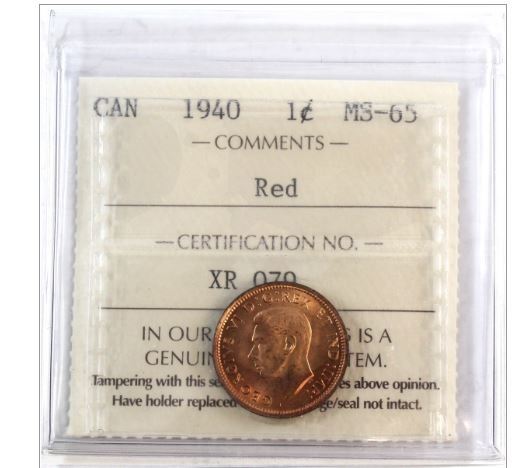 CAN 1940 1¢ MS-65
— COMMENTS —
Red
— CERTIFICATION NO. —
XR 079
IN OUR S IS A
GENUIN TEM.
Tampering with this se es above opinion.
Have holder replaced ge/seal not intact.
GEORGIVS VI D:G:REX ET IND:IMP: